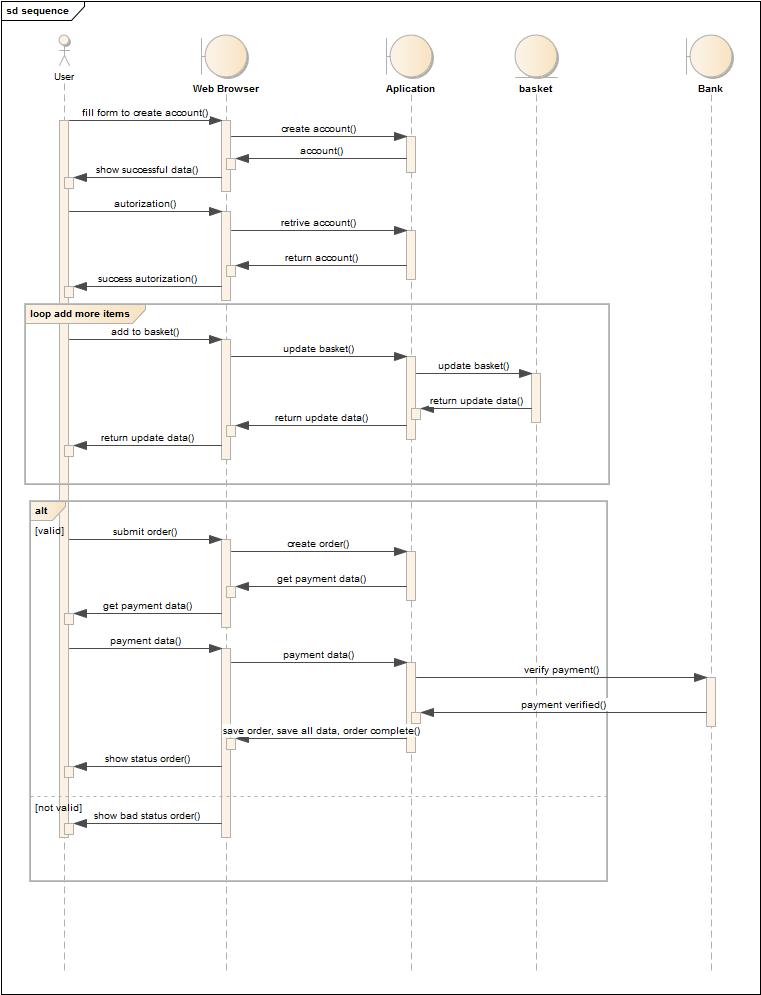 sd sequence
User
Web Browser
Aplication
basket
Bank
fill form to create account()
create account()
account()
show successful data()
autorization()
retrive account()
return account()
success autorization()
loop add more items
add to basket()
update basket()
update basket()
return update data()
return update data()
return update data()
alt
[valid]
submit order()
create order()
get payment data()
get payment data()
payment data()
payment data()
verify payment()
payment verified()
save order, save all data, order complete()
show status order()
[not valid]
show bad status order()